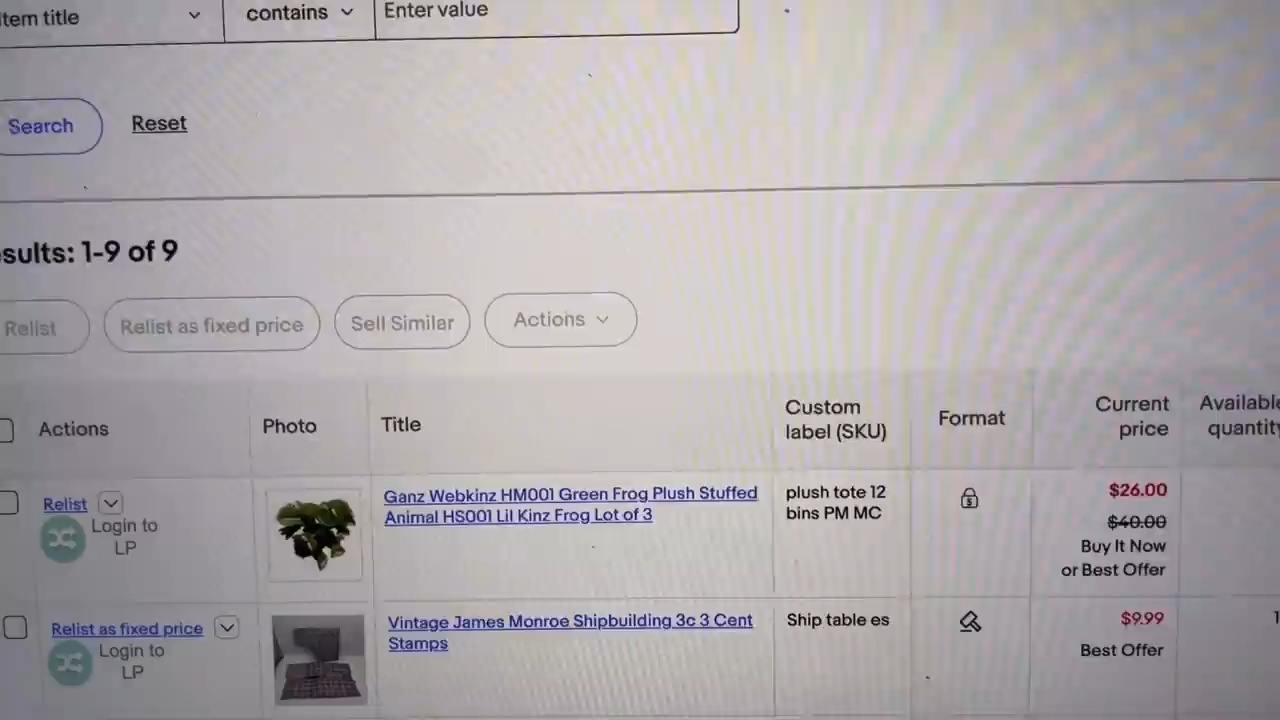 Item title
contains
Enter value
Search
Reset
esults: 1-9 of 9
Relist
Relist as fixed price
Sell Similar
Actions
Actions
Photo
Title
Custom
label (SKU)
Format
Current
price
Available
quantity
Relist
Login to
LP
Ganz Webkinz HM001 Green Frog Plush Stuffed
Animal HS001 Lil Kinz Frog Lot of 3
plush tote 12
bins PM MC
$26.00
$40.00
Buy It Now
or Best Offer
Relist as fixed price
Login to
LP
Vintage James Monroe Shipbuilding 3c 3 Cent
Stamps
Ship table es
$9.99
Best Offer
1